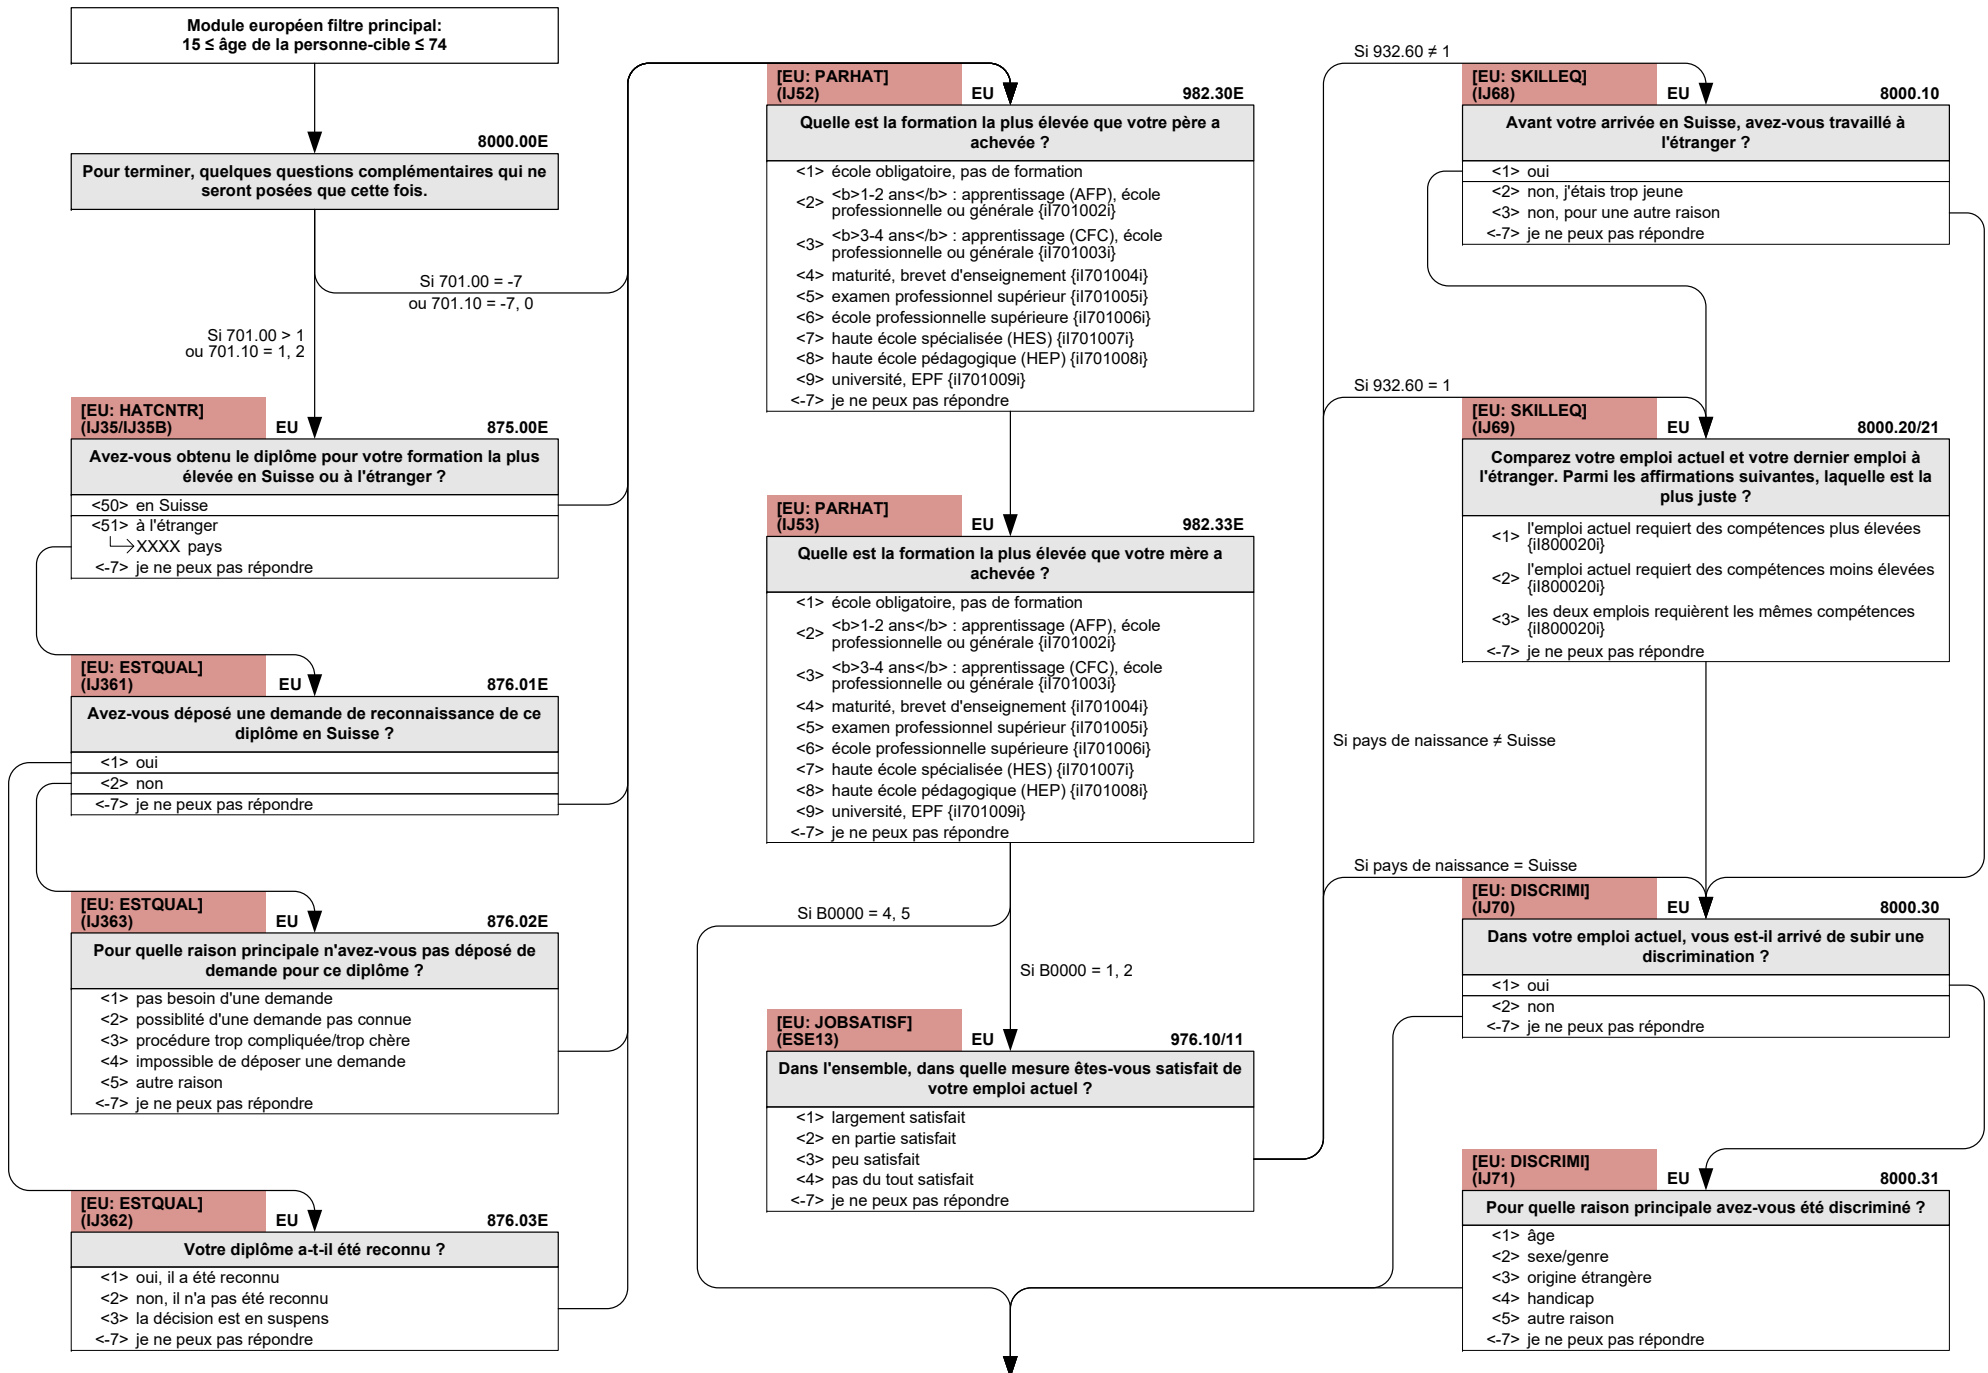 Module européen filtre principal:
15 ≤ âge de la personne-cible ≤ 74
8000.00E
Pour terminer, quelques questions complémentaires qui ne
seront posées que cette fois.
Si 701.00 = -7
ou 701.10 = -7, 0
Si 701.00 > 1
ou 701.10 = 1, 2
[EU: HATCNTR]
(IJ35/IJ35B) EU 875.00E
Avez-vous obtenu le diplôme pour votre formation la plus
élevée en Suisse ou à l'étranger ?
<50> en Suisse
<51> à l'étranger
XXXX pays
<-7> je ne peux pas répondre
[EU: ESTQUAL]
(IJ361) EU 876.01E
Avez-vous déposé une demande de reconnaissance de ce
diplôme en Suisse ?
<1> oui
<2> non
<-7> je ne peux pas répondre
[EU: ESTQUAL]
(IJ363) EU 876.02E
Pour quelle raison principale n'avez-vous pas déposé de
demande pour ce diplôme ?
<1> pas besoin d'une demande
<2> possiblité d'une demande pas connue
<3> procédure trop compliquée/trop chère
<4> impossible de déposer une demande
<5> autre raison
<-7> je ne peux pas répondre
[EU: ESTQUAL]
(IJ362) EU 876.03E
Votre diplôme a-t-il été reconnu ?
<1> oui, il a été reconnu
<2> non, il n'a pas été reconnu
<3> la décision est en suspens
<-7> je ne peux pas répondre
[EU: PARHAT]
(IJ52) EU 982.30E
Quelle est la formation la plus élevée que votre père a
achevée ?
<1> école obligatoire, pas de formation
<2> <b>1-2 ans</b> : apprentissage (AFP), école
professionnelle ou générale {iI701002i}
<3> <b>3-4 ans</b> : apprentissage (CFC), école
professionnelle ou générale {iI701003i}
<4> maturité, brevet d'enseignement {iI701004i}
<5> examen professionnel supérieur {iI701005i}
<6> école professionnelle supérieure {iI701006i}
<7> haute école spécialisée (HES) {iI701007i}
<8> haute école pédagogique (HEP) {iI701008i}
<9> université, EPF {iI701009i}
<-7> je ne peux pas répondre
[EU: PARHAT]
(IJ53) EU 982.33E
Quelle est la formation la plus élevée que votre mère a
achevée ?
<1> école obligatoire, pas de formation
<2> <b>1-2 ans</b> : apprentissage (AFP), école
professionnelle ou générale {iI701002i}
<3> <b>3-4 ans</b> : apprentissage (CFC), école
professionnelle ou générale {iI701003i}
<4> maturité, brevet d'enseignement {iI701004i}
<5> examen professionnel supérieur {iI701005i}
<6> école professionnelle supérieure {iI701006i}
<7> haute école spécialisée (HES) {iI701007i}
<8> haute école pédagogique (HEP) {iI701008i}
<9> université, EPF {iI701009i}
<-7> je ne peux pas répondre
Si B0000 = 4, 5
Si B0000 = 1, 2
[EU: JOBSATISF]
(ESE13) EU 976.10/11
Dans l'ensemble, dans quelle mesure êtes-vous satisfait de
votre emploi actuel ?
<1> largement satisfait
<2> en partie satisfait
<3> peu satisfait
<4> pas du tout satisfait
<-7> je ne peux pas répondre
Si 932.60 ≠ 1
[EU: SKILLEQ]
(IJ68) EU 8000.10
Avant votre arrivée en Suisse, avez-vous travaillé à
l'étranger ?
<1> oui
<2> non, j'étais trop jeune
<3> non, pour une autre raison
<-7> je ne peux pas répondre
Si 932.60 = 1
[EU: SKILLEQ]
(IJ69) EU 8000.20/21
Comparez votre emploi actuel et votre dernier emploi à
l'étranger. Parmi les affirmations suivantes, laquelle est la
plus juste ?
<1> l'emploi actuel requiert des compétences plus élevées
{iI800020i}
<2> l'emploi actuel requiert des compétences moins élevées
{iI800020i}
<3> les deux emplois requièrent les mêmes compétences
{iI800020i}
<-7> je ne peux pas répondre
Si pays de naissance ≠ Suisse
Si pays de naissance = Suisse
[EU: DISCRIMI]
(IJ70) EU 8000.30
Dans votre emploi actuel, vous est-il arrivé de subir une
discrimination ?
<1> oui
<2> non
<-7> je ne peux pas répondre
[EU: DISCRIMI]
(IJ71) EU 8000.31
Pour quelle raison principale avez-vous été discriminé ?
<1> âge
<2> sexe/genre
<3> origine étrangère
<4> handicap
<5> autre raison
<-7> je ne peux pas répondre